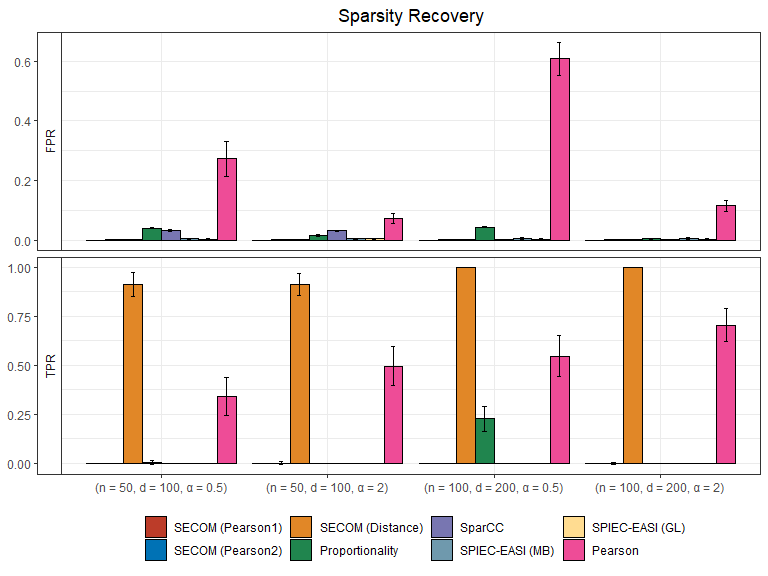 Sparsity Recovery
FPR
0.6
0.4
0.2
0.0
TPR
1.00
0.75
0.50
0.25
0.00
(n = 50, d = 100, α = 0.5)
(n = 50, d = 100, α = 2)
(n = 100, d = 200, α = 0.5)
(n = 100, d = 200, α = 2)
SECOM (Pearson1)
SECOM (Distance)
SparCC
SPIEC-EASI (GL)
SECOM (Pearson2)
Proportionality
SPIEC-EASI (MB)
Pearson